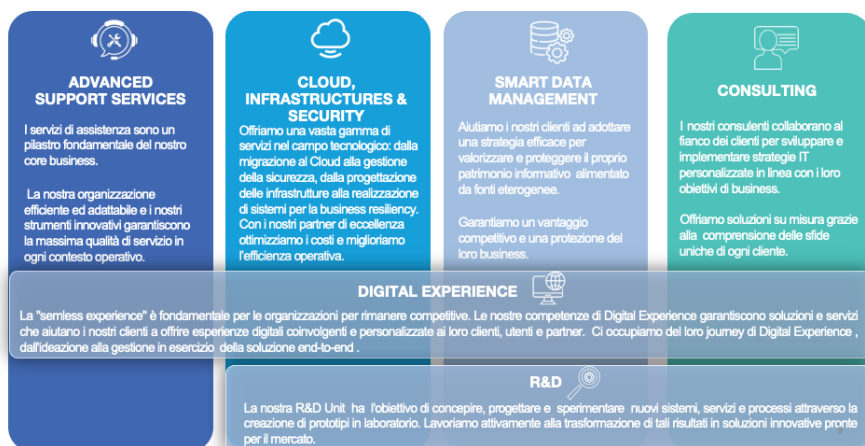 ADVANCED
SUPPORT SERVICES
I servizi di assistenza sono un
pilastro fondamentale del nostro
core business.
La nostra organizzazione
efficiente ed adattabile e i nostri
strumenti innovativi garantiscono
la massima qualità di servizio in
ogni contesto operativo.
CLOUD,
INFRASTRUCTURES &
SECURITY
Offriamo una vasta gamma di
servizi nel campo tecnologico: dalla
migrazione al Cloud alla gestione
della sicurezza, dalla progettazione
delle infrastrutture alla realizzazione
di sistemi per la business resiliency.
Con i nostri partner di eccellenza
ottimizziamo i costi e miglioriamo
l'efficienza operativa.
SMART DATA
MANAGEMENT
Aiutiamo i nostri clienti ad adottare
una strategia efficace per
valorizzare e proteggere il proprio
patrimonio informativo alimentato
da fonti eterogenee.
Garantiamo un vantaggio
competitivo e una protezione del
loro business.
CONSULTING
I nostri consulenti collaborano al
fianco dei clienti per sviluppare e
implementare strategie IT
personalizzate in linea con i loro
obiettivi di business.
Offriamo soluzioni su misura grazie
alla comprensione delle sfide
uniche di ogni cliente.
DIGITAL EXPERIENCE
La "semless experience" è fondamentale per le organizzazioni per rimanere competitive. Le nostre competenze di Digital Experience garantiscono soluzioni e servizi
che aiutano i nostri clienti a offrire esperienze digitali coinvolgenti e personalizzate ai loro clienti, utenti e partner. Ci occupiamo del loro journey di Digital Experience ,
dall'ideazione alla gestione in esercizio della soluzione end-to-end .
R&D
La nostra R&D Unit ha l'obiettivo di concepire, progettare e sperimentare nuovi sistemi, servizi e processi attraverso la
creazione di prototipi in laboratorio. Lavoriamo attivamente alla trasformazione di tali risultati in soluzioni innovative pronte
per il mercato.